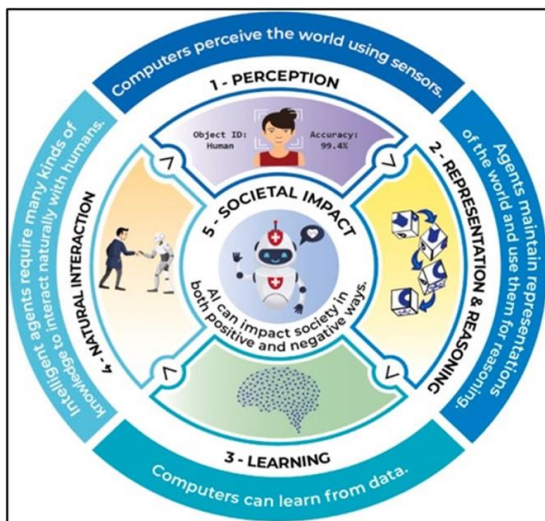 Computers perceive the world using sensors.
1 - PERCEPTION
Object ID:
Human
Accuracy:
99.4%
Agents maintain representations
of the world and use them for reasoning.
2 - REPRESENTATION & REASONING
3 - LEARNING
Computers can learn from data.
Intelligent agents require many kinds of
knowledge to interact naturally with humans.
4 - NATURAL INTERACTION
5 - SOCIETAL IMPACT
AI can impact society in
both positive and negative ways.